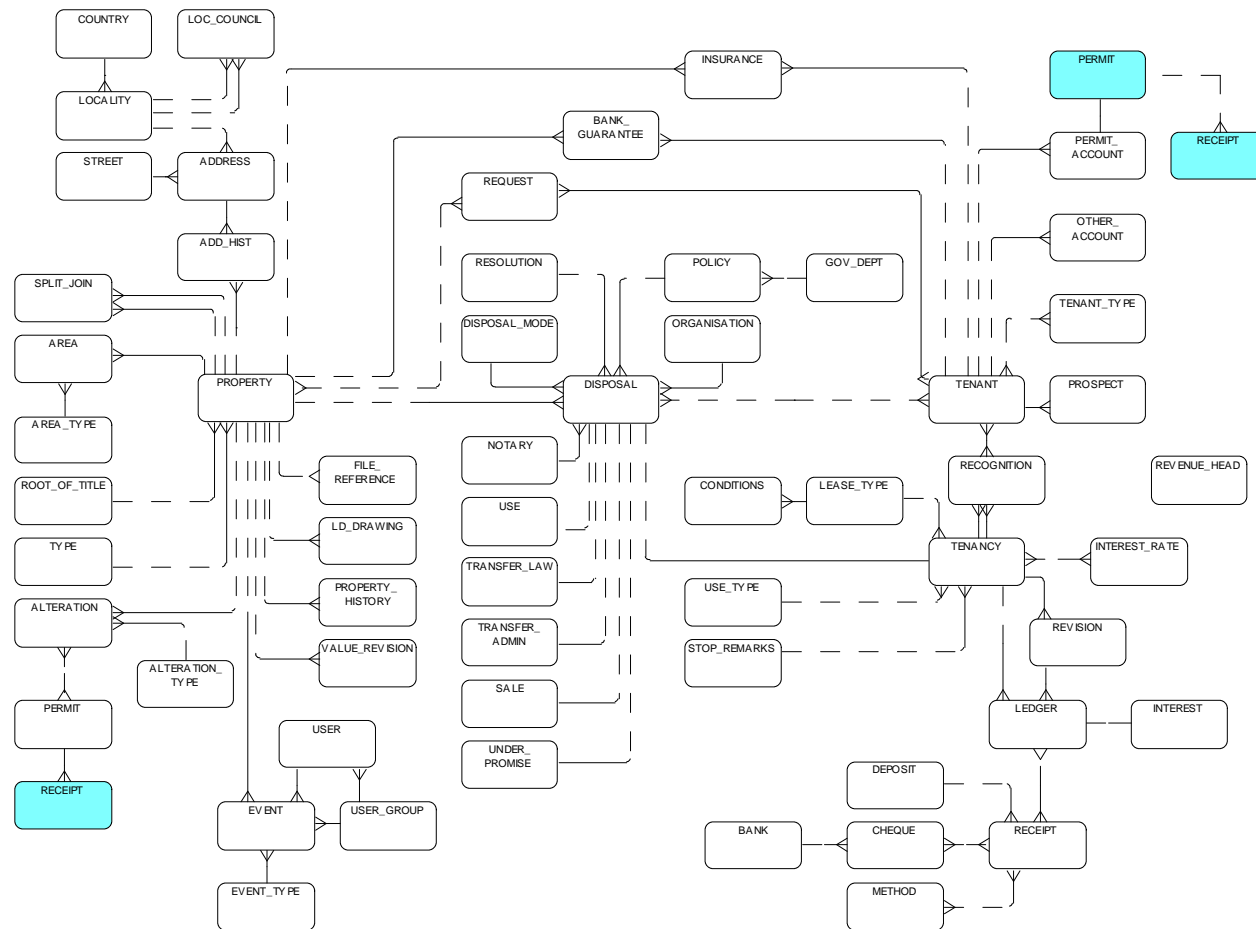 COUNTRY
LOC_COUNCIL
INSURANCE
PERMIT
LOCALITY
BANK_
GUARANTEE
STREET
ADDRESS
PERMIT_
ACCOUNT
RECEIPT
REQUEST
ADD_HIST
OTHER_
ACCOUNT
SPLIT_JOIN
RESOLUTION
POLICY
GOV_DEPT
TENANT_TYPE
DISPOSAL_MODE
ORGANISATION
AREA
PROPERTY
DISPOSAL
TENANT
PROSPECT
AREA_TYPE
NOTARY
FILE_
REFERENCE
RECOGNITION
REVENUE_HEAD
ROOT_OF_TITLE
CONDITIONS
LEASE_TYPE
USE
LD_DRAWING
TYPE
TENANCY
INTEREST_RATE
TRANSFER_LAW
PROPERTY_
HISTORY
USE_TYPE
ALTERATION
TRANSFER_
ADMIN
REVISION
VALUE_REVISION
STOP_REMARKS
ALTERATION_
TYPE
SALE
PERMIT
LEDGER
INTEREST
USER
UNDER_
PROMISE
DEPOSIT
RECEIPT
EVENT
USER_GROUP
BANK
CHEQUE
RECEIPT
EVENT_TYPE
METHOD